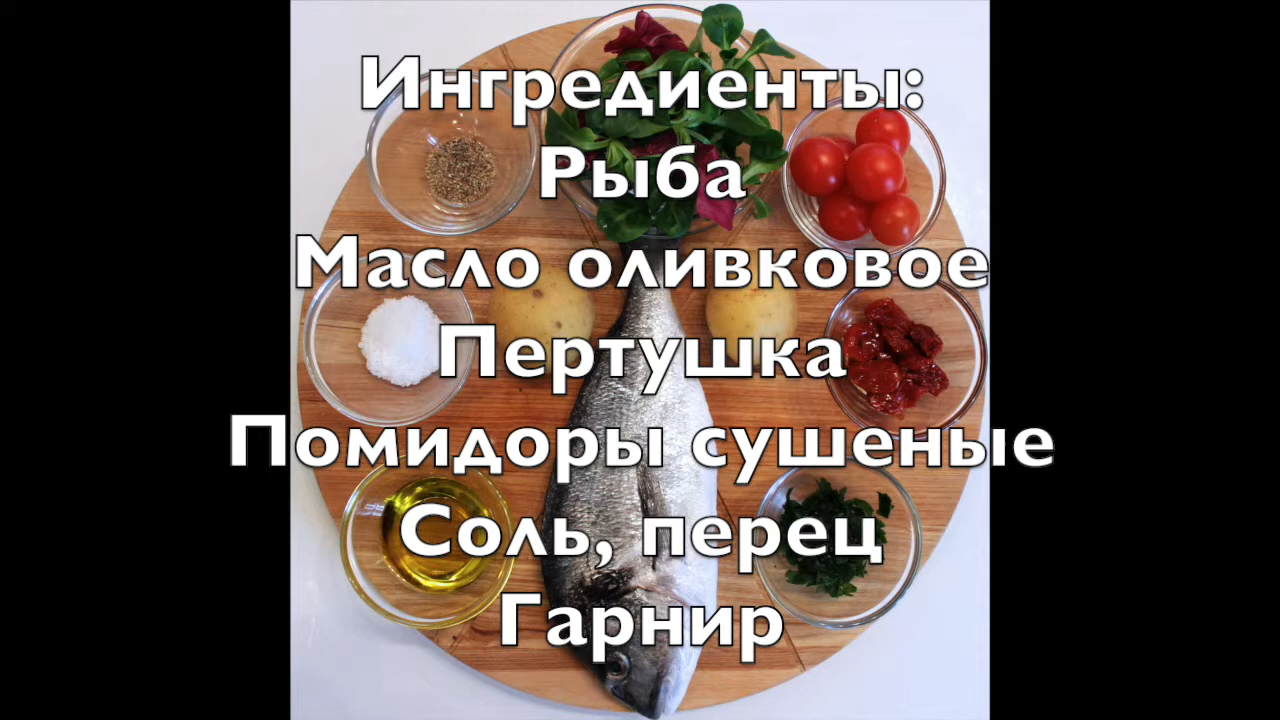 Ингредиенты:
Рыба
Масло оливковое
Пертушка
Помидоры сушеные
Соль, перец
Гарнир